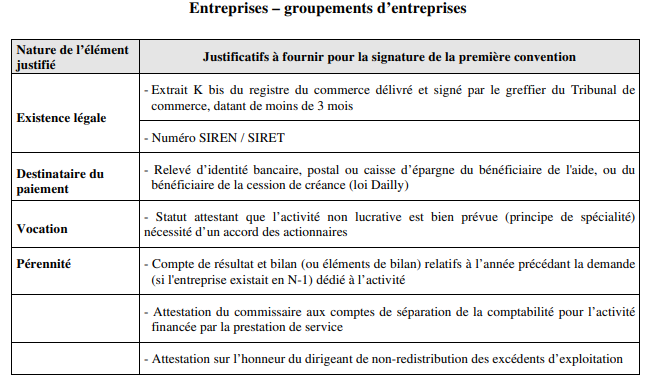 Entreprises – groupements d’entreprises
Nature de l’élément
justifié
Justificatifs à fournir pour la signature de la première convention
Existence légale
- Extrait K bis du registre du commerce délivré et signé par le greffier du Tribunal de
commerce, datant de moins de 3 mois
- Numéro SIREN / SIRET
Destinataire du
paiement
- Relevé d’identité bancaire, postal ou caisse d’épargne du bénéficiaire de l'aide, ou du
bénéficiaire de la cession de créance (loi Dailly)
Vocation
- Statut attestant que l’activité non lucrative est bien prévue (principe de spécialité)
nécessité d’un accord des actionnaires
Pérennité
- Compte de résultat et bilan (ou éléments de bilan) relatifs à l’année précédant la demande
(si l'entreprise existait en N-1) dédié à l’activité
- Attestation du commissaire aux comptes de séparation de la comptabilité pour l’activité
financée par la prestation de service
- Attestation sur l’honneur du dirigeant de non-redistribution des excédents d’exploitation